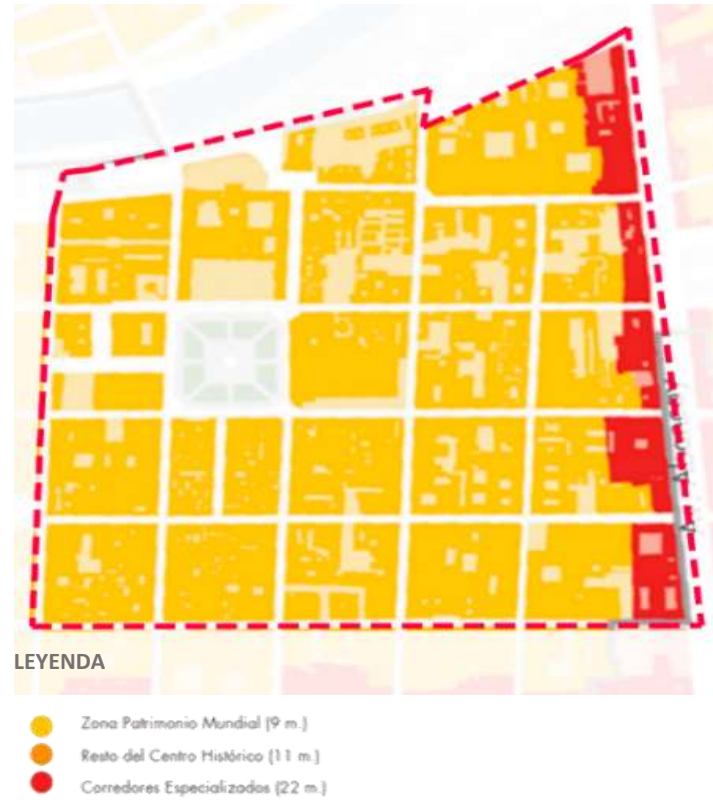 LEYENDA
Zona Patrimonio Mundial (9 m.)
Resto del Centro Histórico (11 m.)
Corredores Especializados (22 m.)